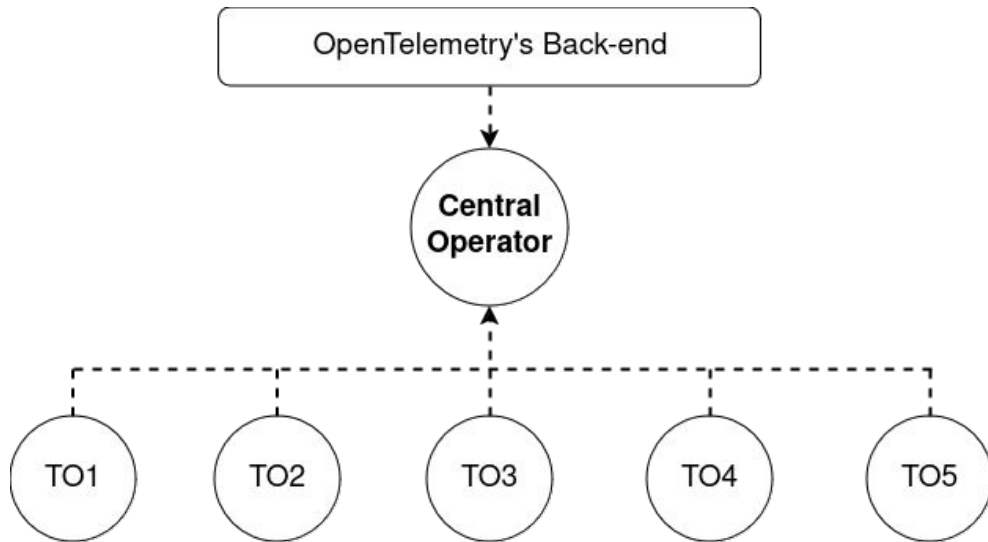 OpenTelemetry's Back-end
Central
Operator
TO1
TO2
TO3
TO4
TO5